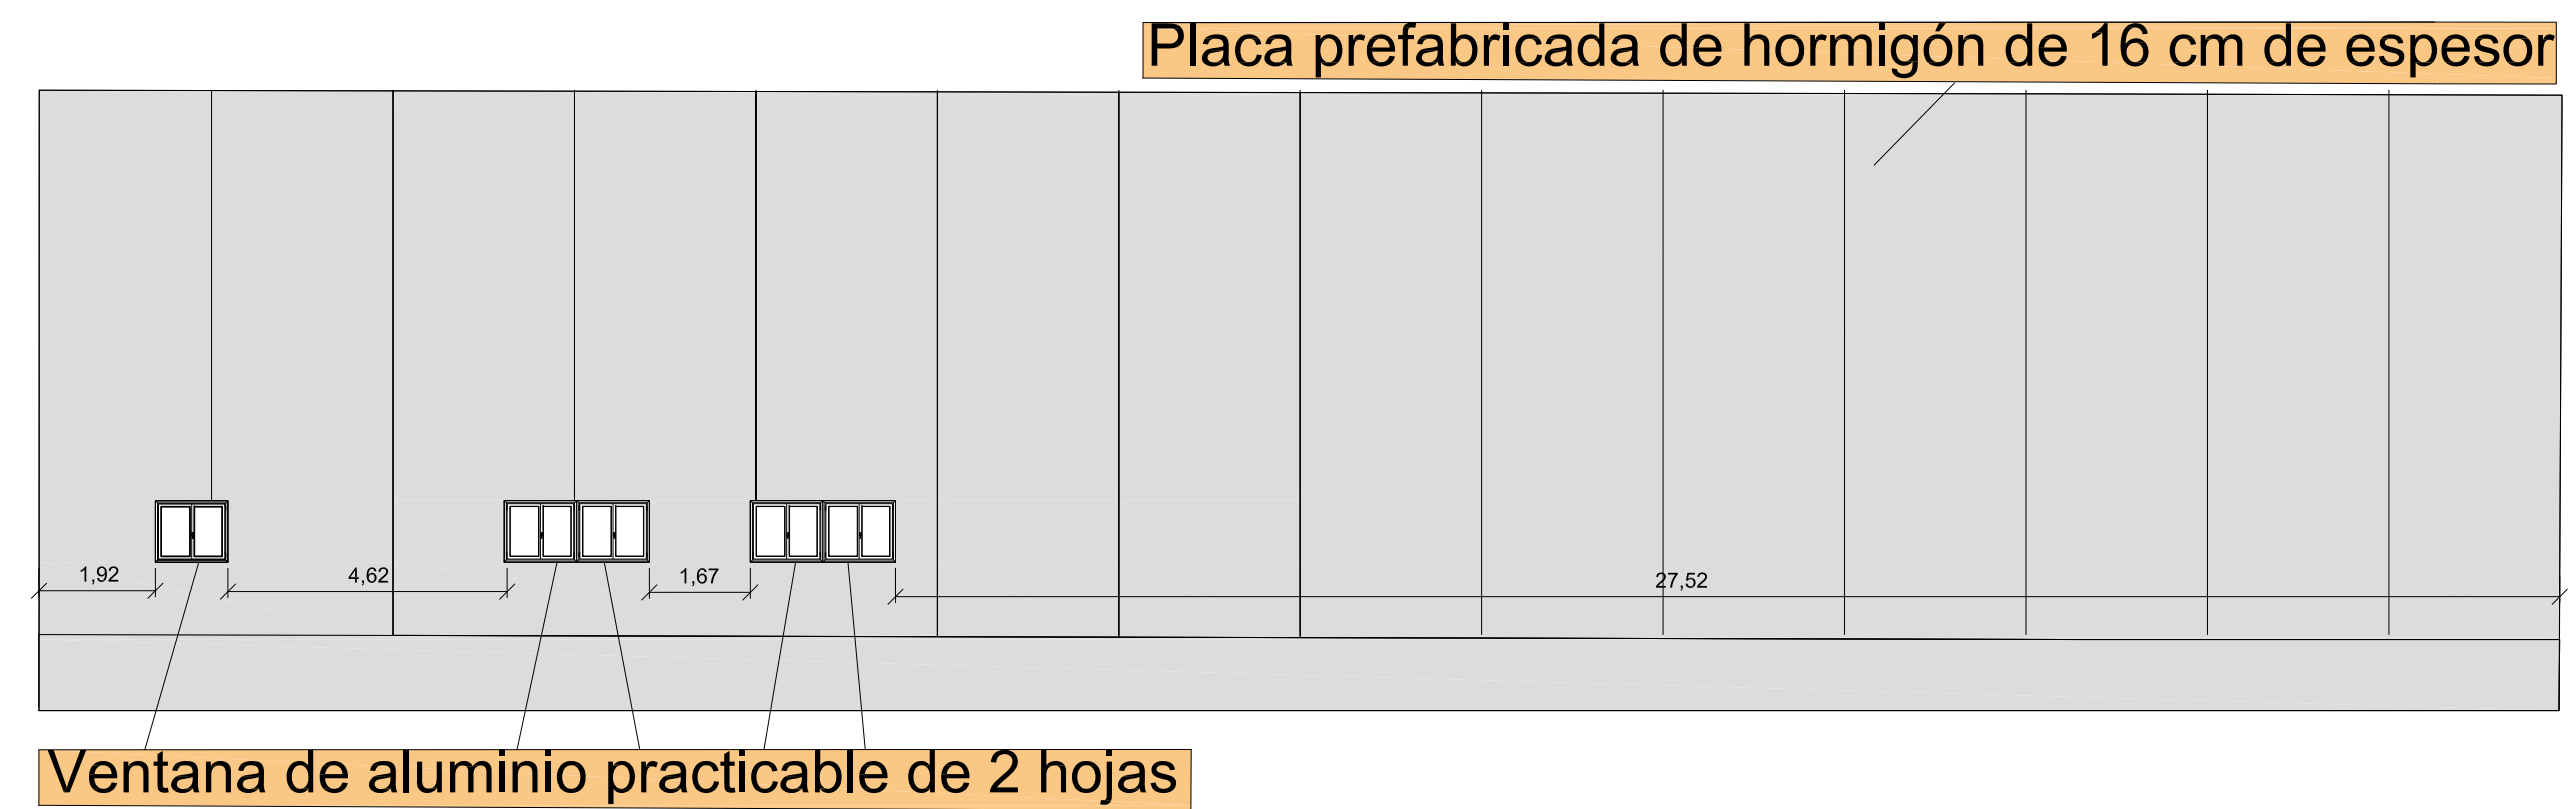 Placa prefabricada de hormigón de 16 cm de espesor
1,92
4,62
1,67
27,52
Ventana de aluminio practicable de 2 hojas